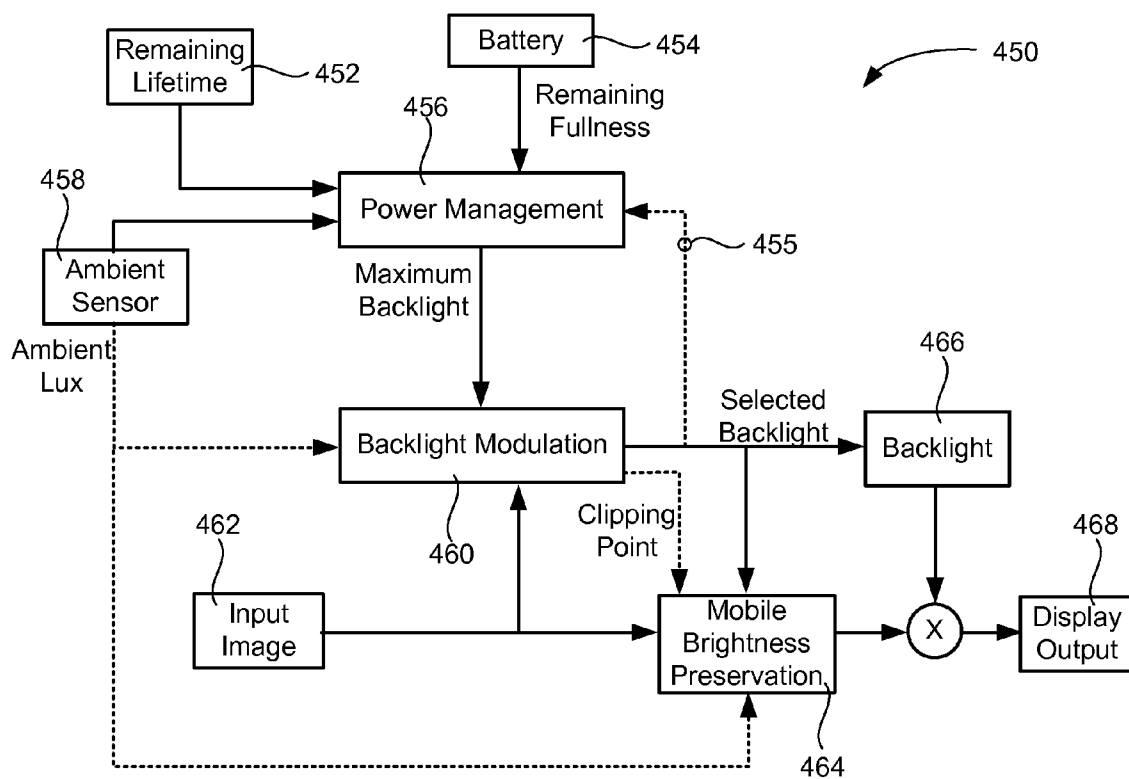 Remaining
Lifetime
452
Battery
454
450
Remaining
Fullness
456
458
Power Management
455
Ambient
Sensor
Maximum
Backlight
Ambient
Lux
466
Selected
Backlight
Backlight Modulation
Backlight
460
Clipping
Point
462
468
Input
Image
Mobile
Brightness
Preservation
X
Display
Output
464